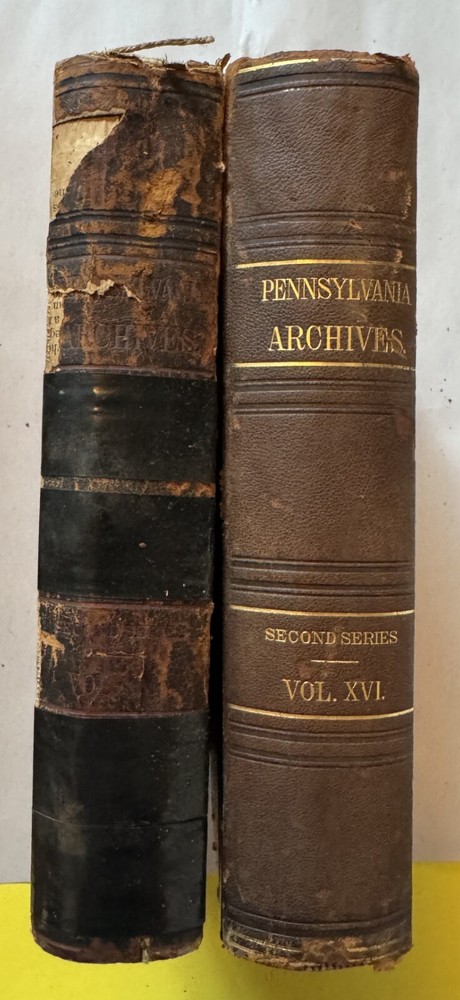 ARCHIVES.
PENNSYLVANIA
ARCHIVES.
SECOND SERIES
VOL. XVI.